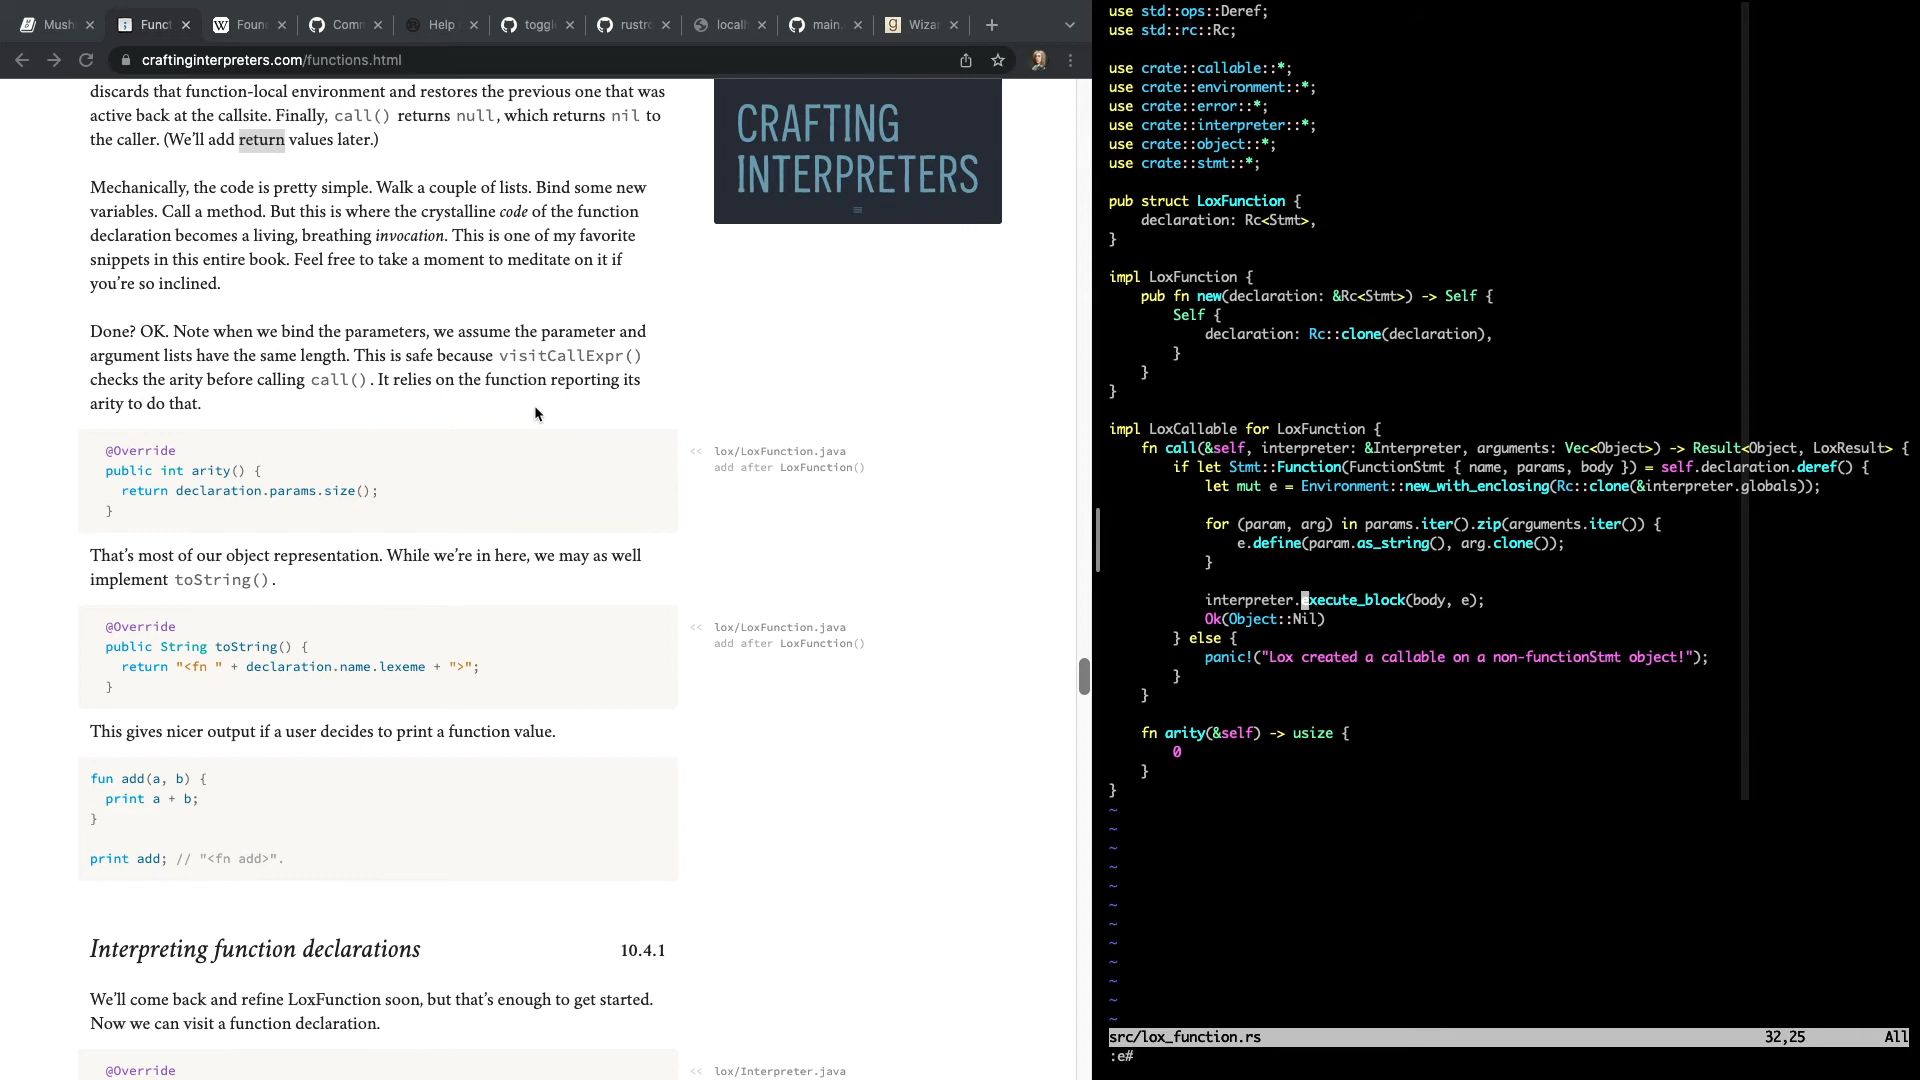 Mush
Funct
Foun
Comn
Help
toggl
rustr
localh
main.
Wizar
craftinginterpreters.com/functions.html
discards that function-local environment and restores the previous one that was
active back at the callsite. Finally, call() returns null, which returns nil to
the caller. (We’ll add return values later.)
CRAFTING
INTERPRETERS
Mechanically, the code is pretty simple. Walk a couple of lists. Bind some new
variables. Call a method. But this is where the crystalline code of the function
declaration becomes a living, breathing invocation. This is one of my favorite
snippets in this entire book. Feel free to take a moment to meditate on it if
you’re so inclined.
Done? OK. Note when we bind the parameters, we assume the parameter and
argument lists have the same length. This is safe because visitCallExpr()
checks the arity before calling call(). It relies on the function reporting its
arity to do that.
@Override
public int arity() {
return declaration.params.size();
}
<< lox/LoxFunction.java
add after LoxFunction()
That’s most of our object representation. While we’re in here, we may as well
implement toString().
@Override
public String toString() {
return "<fn " + declaration.name.lexeme + ">";
}
<< lox/LoxFunction.java
add after LoxFunction()
This gives nicer output if a user decides to print a function value.
fun add(a, b) {
print a + b;
}
print add; // "<fn add>".
Interpreting function declarations 10.4.1
We’ll come back and refine LoxFunction soon, but that’s enough to get started.
Now we can visit a function declaration.
@Override
<< lox/Interpreter.java
use std::ops::Deref;
use std::rc::Rc;
use crate::callable::*;
use crate::environment::*;
use crate::error::*;
use crate::interpreter::*;
use crate::object::*;
use crate::stmt::*;
pub struct LoxFunction {
declaration: Rc<Stmt>,
}
impl LoxFunction {
pub fn new(declaration: &Rc<Stmt>) -> Self {
Self {
declaration: Rc::clone(declaration),
}
}
}
impl LoxCallable for LoxFunction {
fn call(&self, interpreter: &Interpreter, arguments: Vec<Object>) -> Result<Object, LoxResult> {
if let Stmt::Function(FunctionStmt { name, params, body }) = self.declaration.deref() {
let mut e = Environment::new_with_enclosing(Rc::clone(&interpreter.globals));
for (param, arg) in params.iter().zip(arguments.iter()) {
e.define(param.as_string(), arg.clone());
}
interpreter.execute_block(body, e);
Ok(Object::Nil)
} else {
panic!("Lox created a callable on a non-functionStmt object!");
}
}
fn arity(&self) -> usize {
0
}
}
~
~
~
~
~
~
~
~
~
~
~
~
src/lox_function.rs 32,25 All
:e#